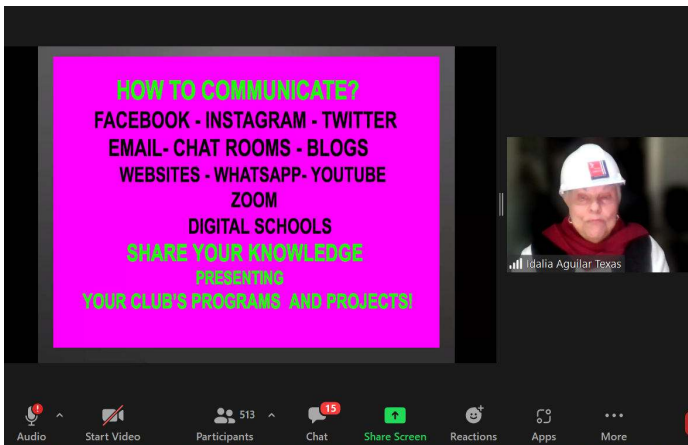 HOW TO COMMUNICATE?
FACEBOOK - INSTAGRAM - TWITTER
EMAIL- CHAT ROOMS - BLOGS
WEBSITES - WHATSAPP- YOUTUBE
ZOOM
DIGITAL SCHOOLS
SHARE YOUR KNOWLEDGE
PRESENTING
YOUR CLUB'S PROGRAMS AND PROJECTS!
Idalia Aguilar Texas
513
15
Audio
Start Video
Participants
Chat
Share Screen
Reactions
Apps
More